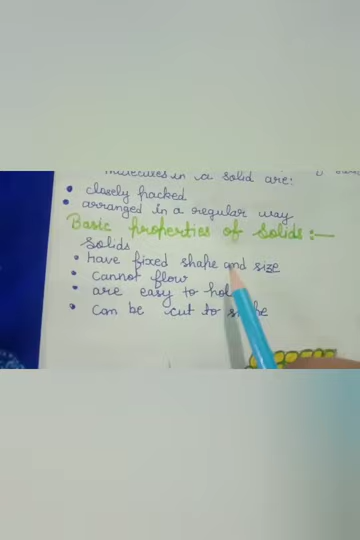 molecules in a solid are:
• closely packed
• arranged in a regular way
Basic properties of Solids:—
Solids
• Have fixed shape and size
• cannot flow
• are easy to hol
• can be cut to